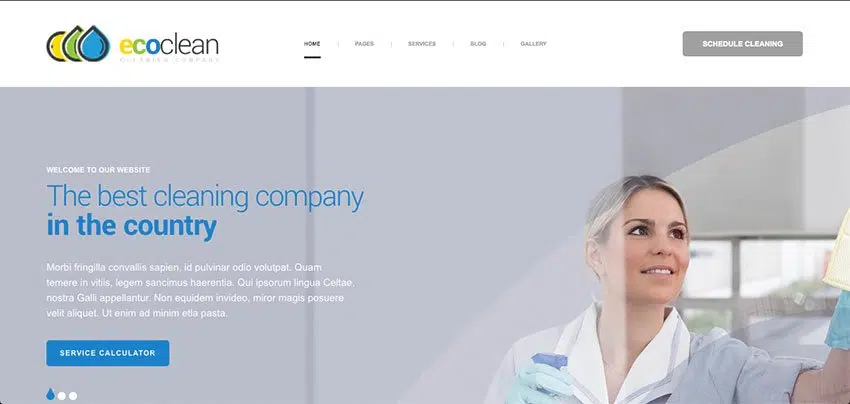 ecoclean
CLEANING COMPANY
HOME
PAGES
SERVICES
BLOG
GALLERY
SCHEDULE CLEANING
WELCOME TO OUR WEBSITE
The best cleaning company
in the country
Morbi fringilla convallis sapien, id pulvinar odio volutpat. Quam
temere in vitiis, legem sancimus haerentia. Qui ipsorum lingua Celtae,
nostra Galli appellantur. Non equidem invideo, miror magis posuere
velit aliquet. Ut enim ad minim etla pasta.
SERVICE CALCULATOR